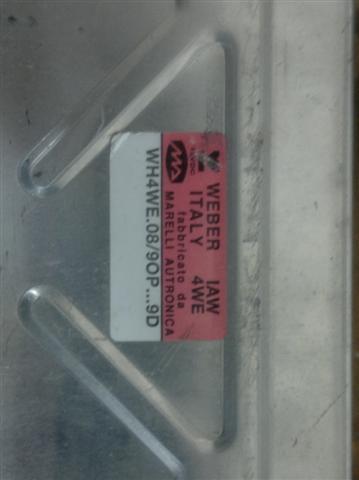 WEBER IAW
ITALY 4WE
fabbricato da
MARELLI AUTRONICA
WH4WE.08/9OP...9D